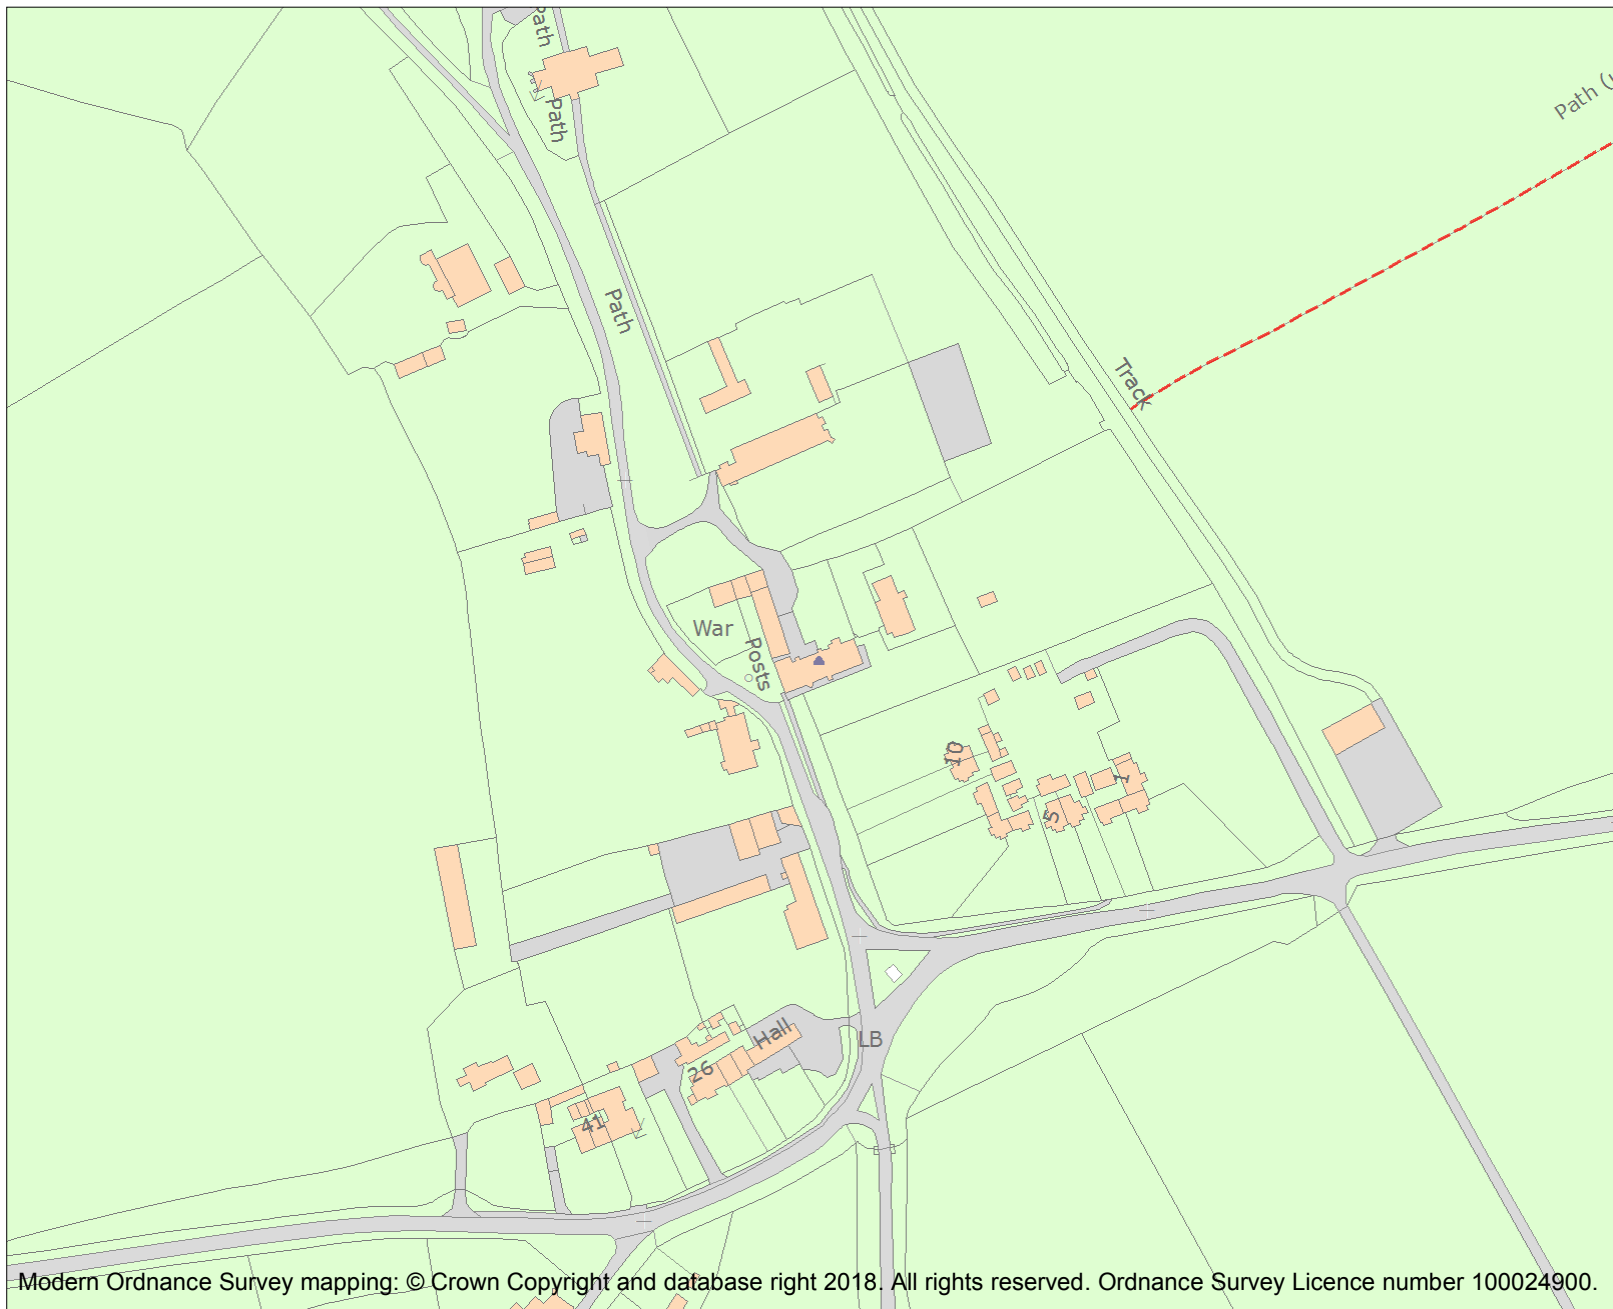 Path
Path
Path (
Path
Track
War
Posts
10
1
5
Hall
LB
26
41
Modern Ordnance Survey mapping: © Crown Copyright and database right 2018. All rights reserved. Ordnance Survey Licence number 100024900.